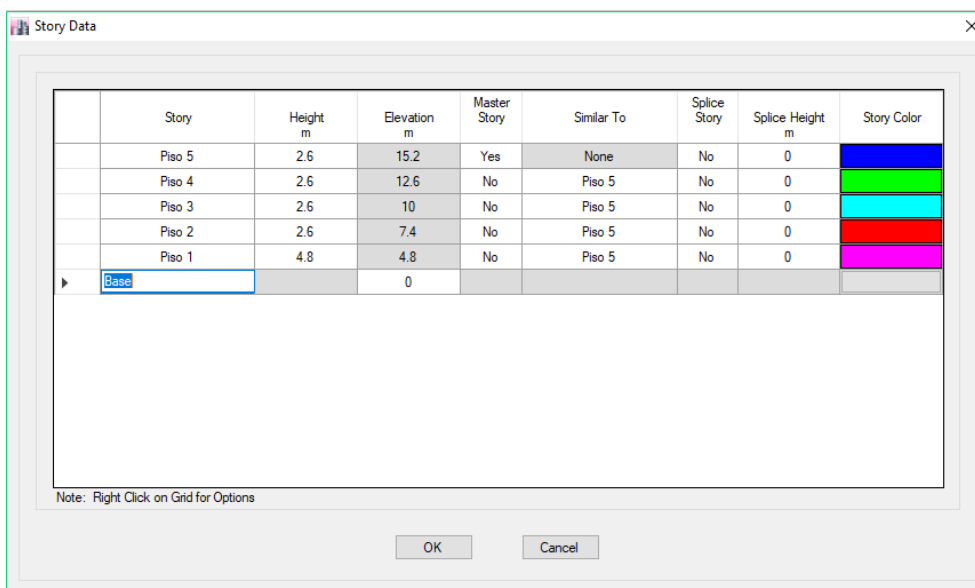 Story Data
Story Height m Elevation m Master Story Similar To Splice Story Splice Height m Story Color
Piso 5 2.6 15.2 Yes None No 0
Piso 4 2.6 12.6 No Piso 5 No 0
Piso 3 2.6 10 No Piso 5 No 0
Piso 2 2.6 7.4 No Piso 5 No 0
Piso 1 4.8 4.8 No Piso 5 No 0
Base 0
Note: Right Click on Grid for Options
OK Cancel